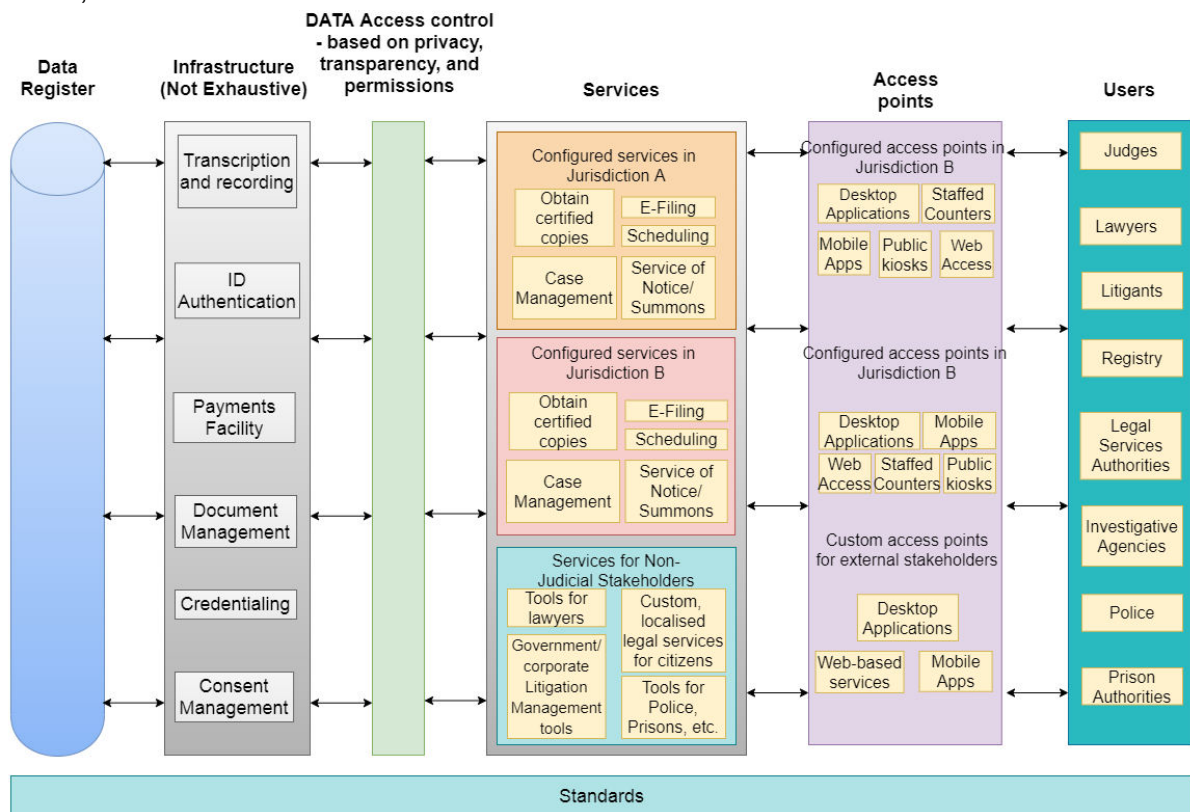 Data
Register
Infrastructure
(Not Exhaustive)
DATA Access control
- based on privacy,
transparency, and
permissions
Services
Access
points
Users
Transcription
and recording
ID
Authentication
Payments
Facility
Document
Management
Credentialing
Consent
Management
Configured services in
Jurisdiction A
Obtain
certified
copies
E-Filing
Scheduling
Case
Management
Service of
Notice/
Summons
Configured services in
Jurisdiction B
Obtain
certified
copies
E-Filing
Scheduling
Case
Management
Service of
Notice/
Summons
Services for Non-
Judicial Stakeholders
Tools for
lawyers
Custom,
localised
legal services
for citizens
Government/
corporate
Litigation
Management
tools
Tools for
Police,
Prisons, etc.
Configured access points in
Jurisdiction B
Desktop
Applications
Staffed
Counters
Mobile
Apps
Public
kiosks
Web
Access
Configured access points in
Jurisdiction B
Desktop
Applications
Mobile
Apps
Web
Access
Staffed
Counters
Public
kiosks
Custom access points
for external stakeholders
Desktop
Applications
Web-based
services
Mobile
Apps
Judges
Lawyers
Litigants
Registry
Legal
Services
Authorities
Investigative
Agencies
Police
Prison
Authorities
Standards